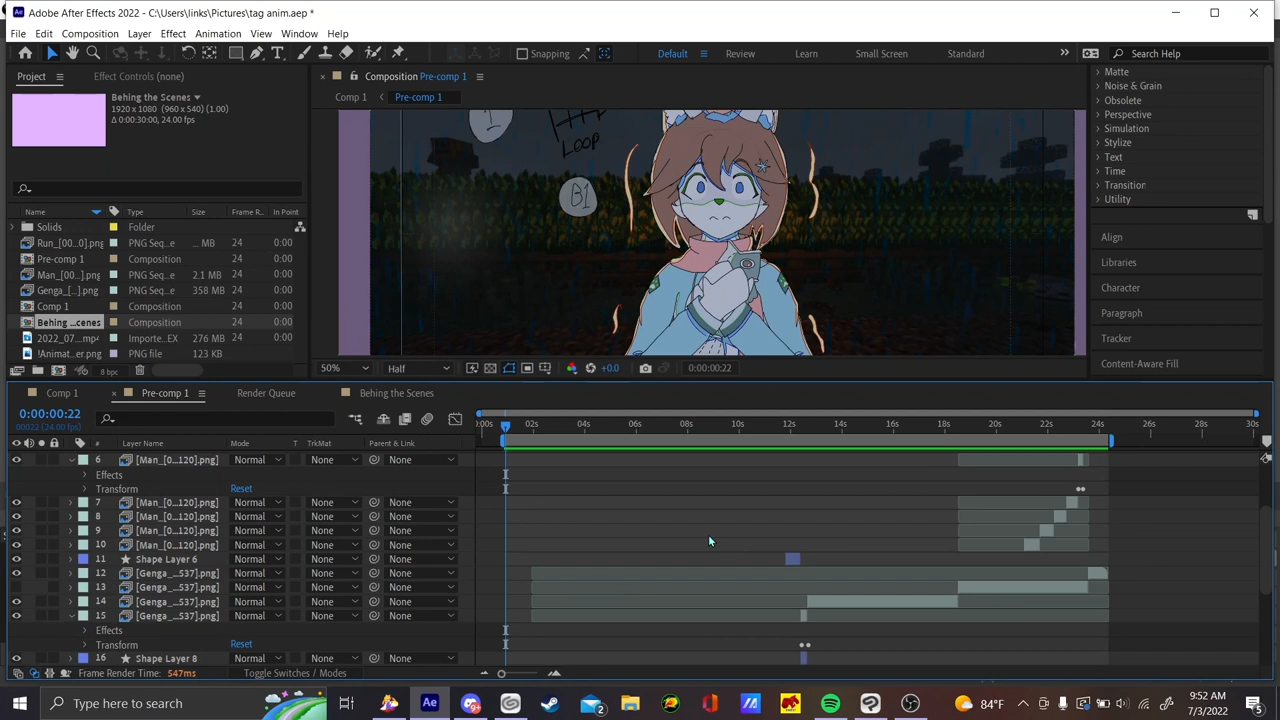 Adobe After Effects 2022 - C:\Users\links\Pictures\tag anim.aep *
File Edit Composition Layer Effect Animation View Window Help
Snapping Default Review Learn Small Screen Standard Search Help
Project Effect Controls (none)
Behing the Scenes
1920 x 1080 (960 x 540) (1.00)
Δ 0:00:30:00, 24.00 fps
Name Type Size Frame R... In Point
Solids Folder
Run_[00...0].png PNG Seq...e ... MB 24 0:00
Pre-comp 1 Composition 24 0:00
Man_[00...].png PNG Seq...e 2.1 MB 24 0:00
Genga_[...].png PNG Seq...e 358 MB 24 0:00
Comp 1 Composition 24 0:00
Behing ...cenes Composition 24 0:00
2022_07....mp4 Importe...EX 276 MB 24 0:00
!Animat...er.png PNG file 123 KB
8 bpc
Composition Pre-comp 1
Comp 1 Pre-comp 1
1
LOOP
B1
50% Half +0.0 0:00:00:22
Matte
Noise & Grain
Obsolete
Perspective
Simulation
Stylize
Text
Time
Transition
Utility
Align
Libraries
Character
Paragraph
Tracker
Content-Aware Fill
Comp 1 Pre-comp 1 Render Queue Behing the Scenes
0:00:00:22
00022 (24.00 fps)
:00s 02s 04s 06s 08s 10s 12s 14s 16s 18s 20s 22s 24s 26s 28s 30s
# Layer Name Mode T TrkMat Parent & Link
6 [Man_[0...120].png] Normal None None
Effects
Transform Reset
7 [Man_[0...120].png] Normal None None
8 [Man_[0...120].png] Normal None None
9 [Man_[0...120].png] Normal None None
10 [Man_[0...120].png] Normal None None
11 Shape Layer 6 Normal None None
12 [Genga_...537].png] Normal None None
13 [Genga_...537].png] Normal None None
14 [Genga_...537].png] Normal None None
15 [Genga_...537].png] Normal None None
Effects
Transform Reset
16 Shape Layer 8 Normal None None
Frame Render Time: 547ms Toggle Switches / Modes
Type here to search
84°F
9:52 AM
7/3/2022